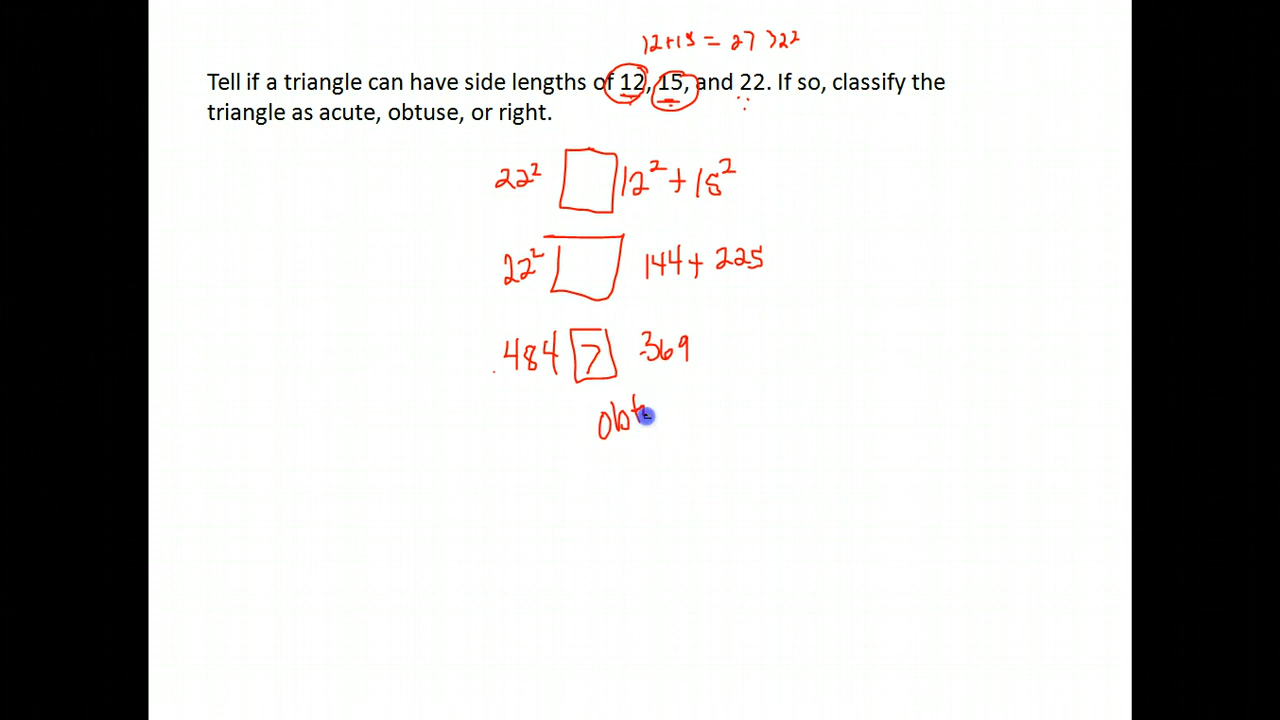 12+15 = 27 > 22
Tell if a triangle can have side lengths of 12, 15, and 22. If so, classify the
triangle as acute, obtuse, or right.
22² 12² + 15²
22² 144 + 225
484 > 369
obt